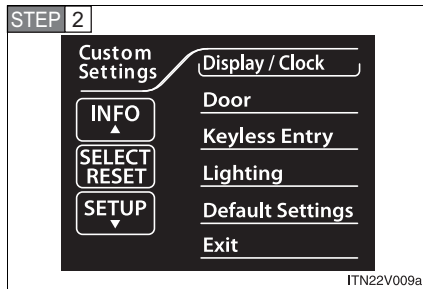 STEP 2
Custom
Settings
INFO
▲
SELECT
RESET
SETUP
▼
Display / Clock
Door
Keyless Entry
Lighting
Default Settings
Exit
ITN22V009a